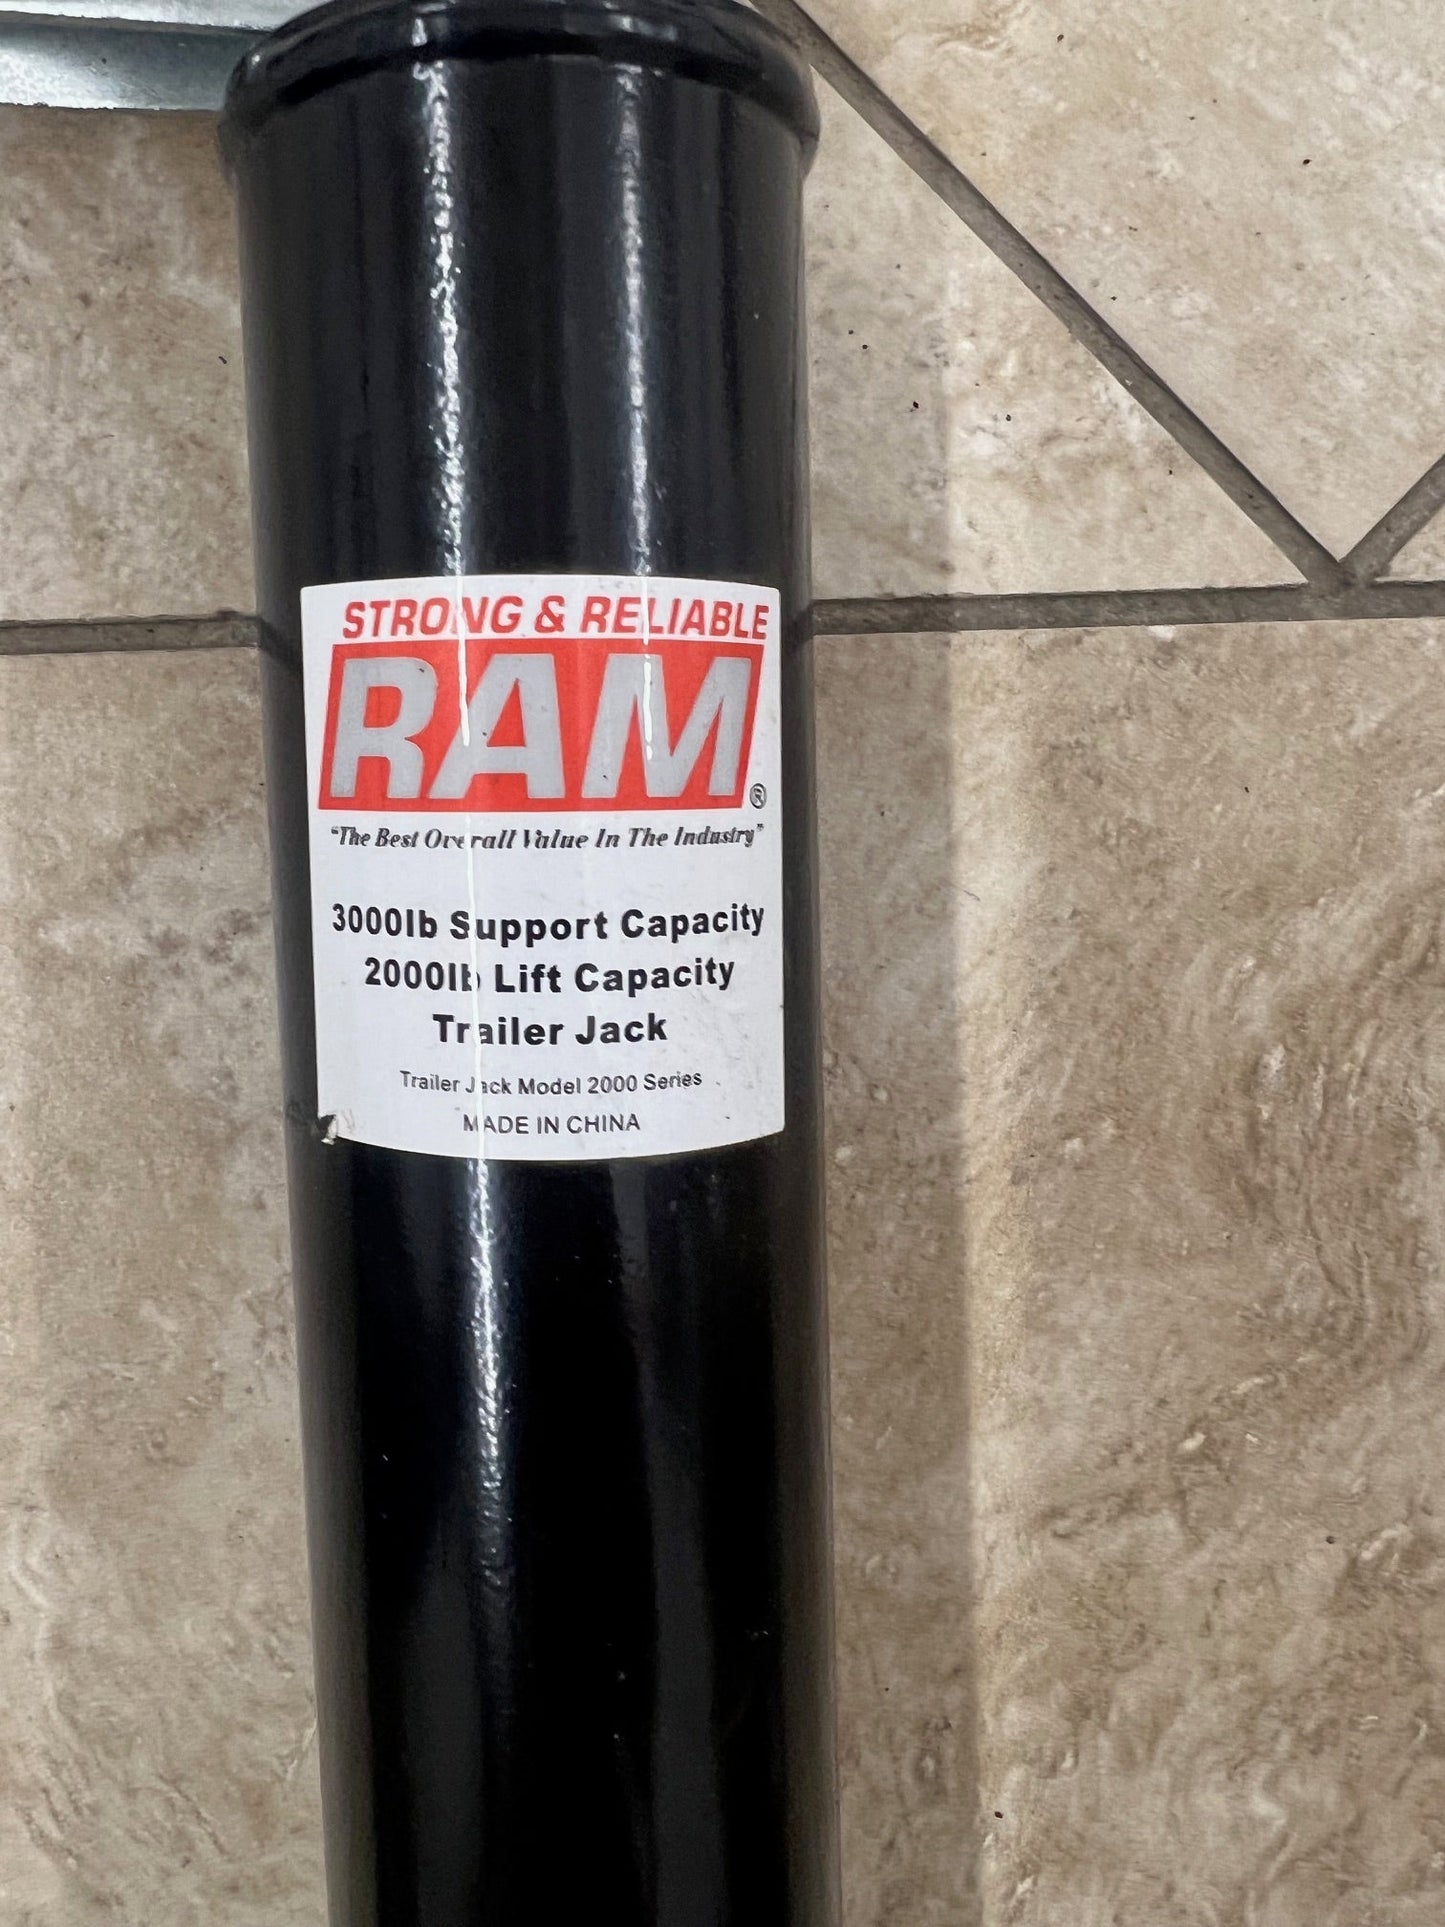 STRONG & RELIABLE
RAM®
"The Best Overall Value In The Industry"
3000lb Support Capacity
2000lb Lift Capacity
Trailer Jack
Trailer Jack Model 2000 Series
MADE IN CHINA